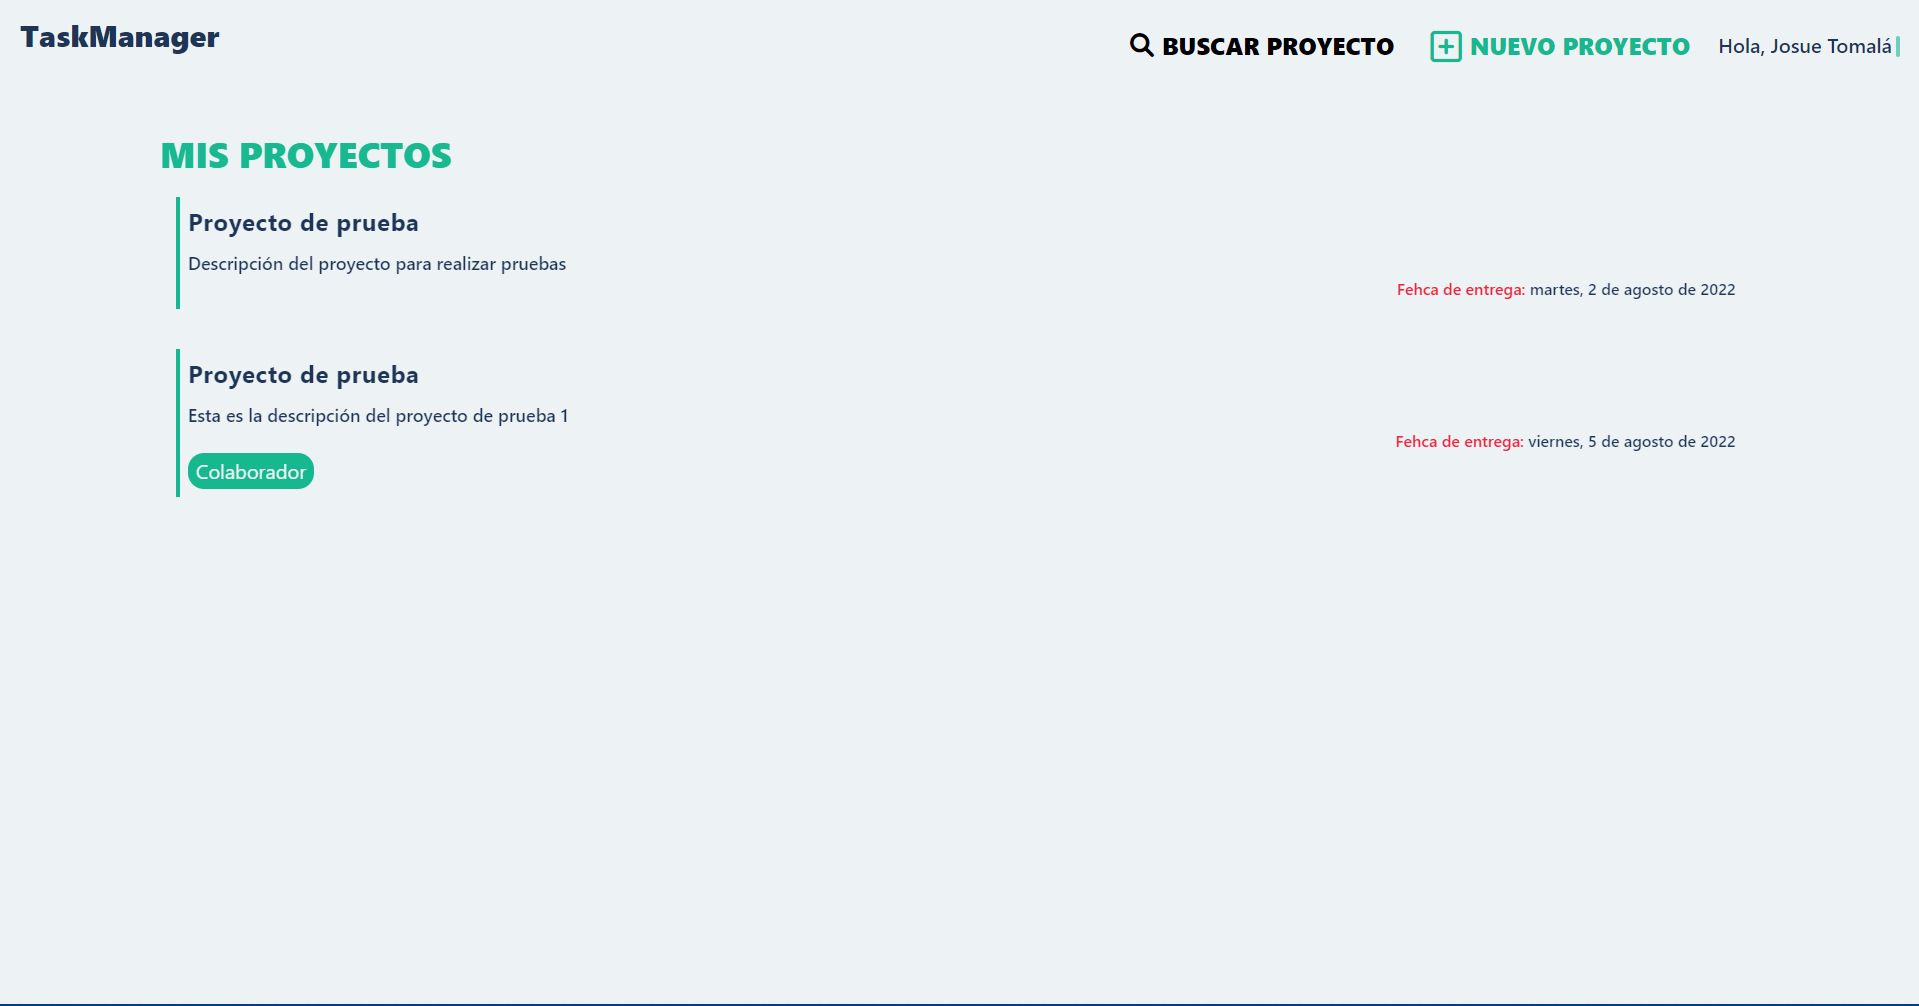 TaskManager
BUSCAR PROYECTO
NUEVO PROYECTO
Hola, Josue Tomalá
MIS PROYECTOS
Proyecto de prueba
Descripción del proyecto para realizar pruebas
Fehca de entrega: martes, 2 de agosto de 2022
Proyecto de prueba
Esta es la descripción del proyecto de prueba 1
Fehca de entrega: viernes, 5 de agosto de 2022
Colaborador